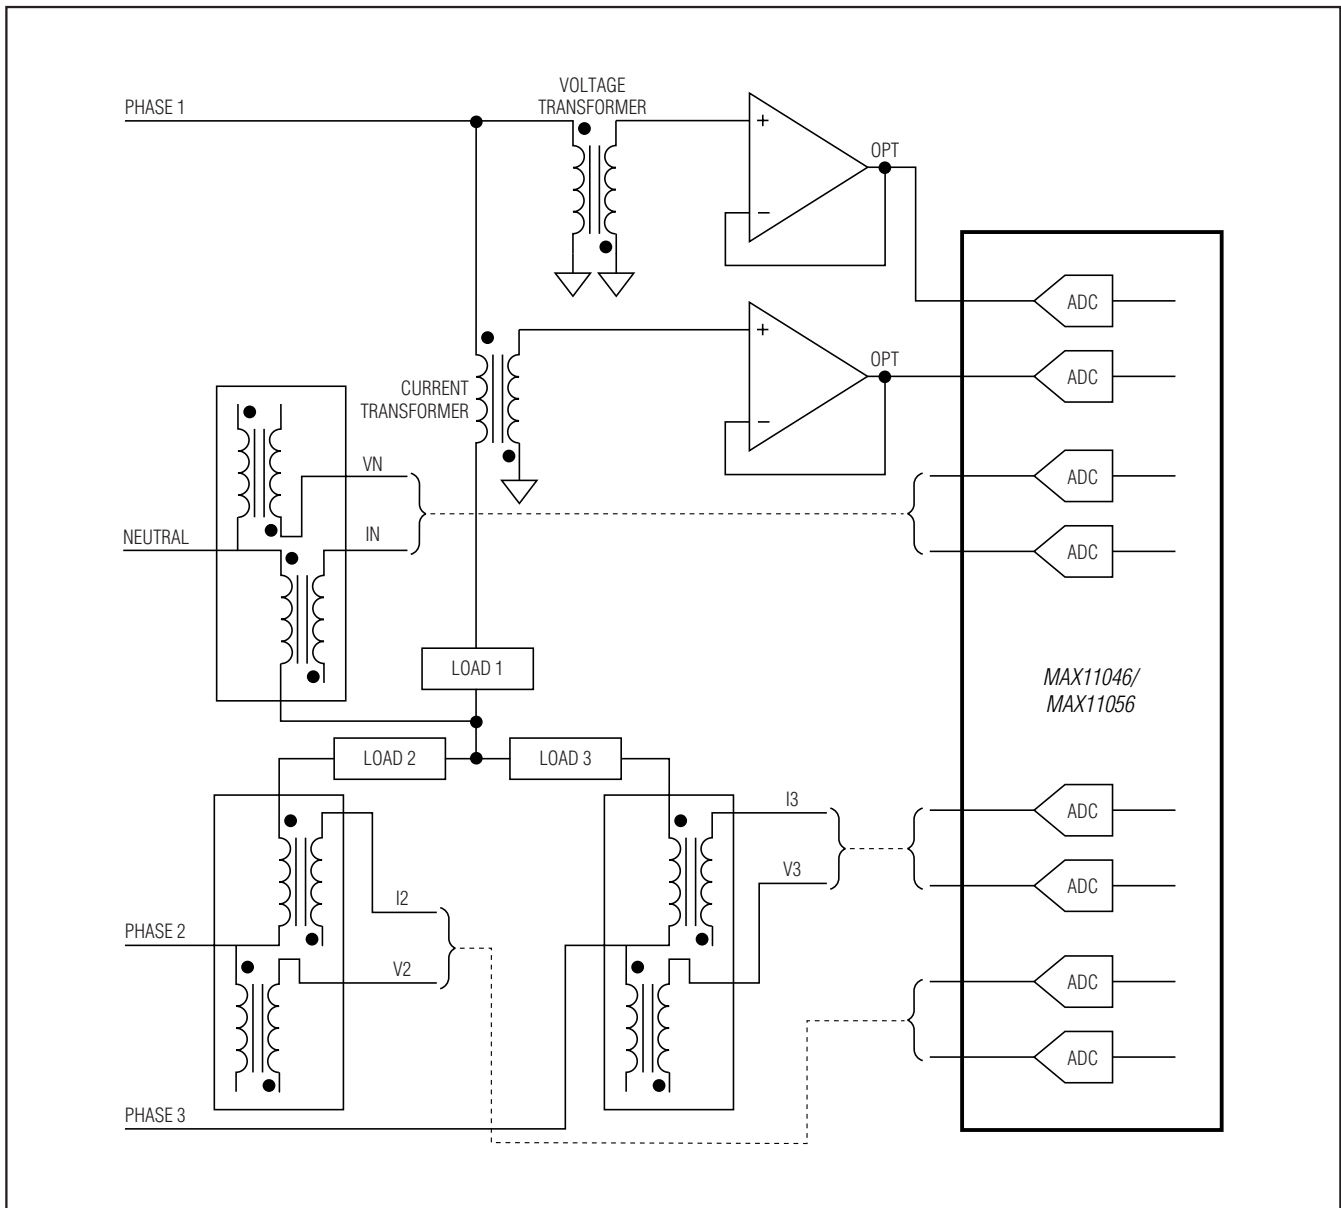 PHASE 1
VOLTAGE
TRANSFORMER
+
−
OPT
ADC
+
−
OPT
ADC
CURRENT
TRANSFORMER
VN
ADC
NEUTRAL
IN
ADC
LOAD 1
MAX11046/
MAX11056
LOAD 2
LOAD 3
I3
ADC
V3
ADC
I2
PHASE 2
V2
ADC
ADC
PHASE 3